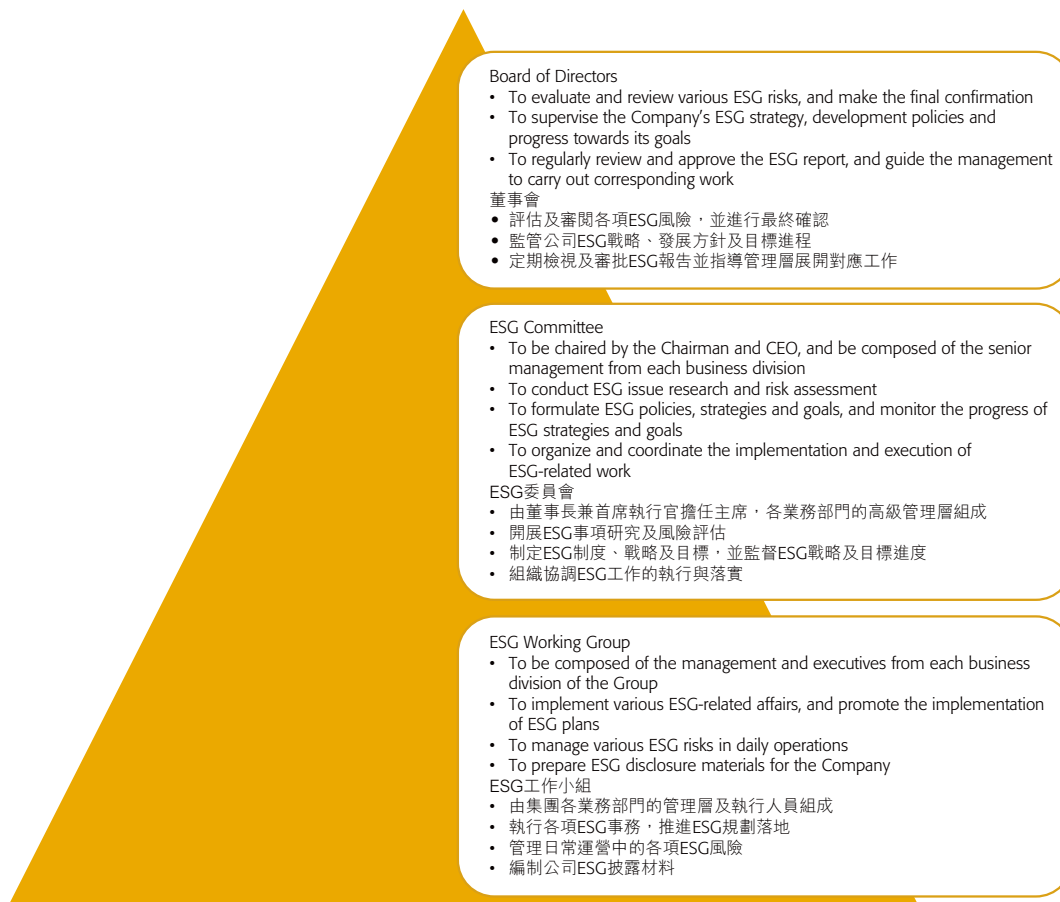 Board of Directors
• To evaluate and review various ESG risks, and make the final confirmation
• To supervise the Company's ESG strategy, development policies and
progress towards its goals
• To regularly review and approve the ESG report, and guide the management
to carry out corresponding work
董事會
• 評估及審閱各項ESG風險，並進行最終確認
• 監管公司ESG戰略、發展方針及目標進程
• 定期檢視及審批ESG報告並指導管理層展開對應工作
ESG Committee
• To be chaired by the Chairman and CEO, and be composed of the senior
management from each business division
• To conduct ESG issue research and risk assessment
• To formulate ESG policies, strategies and goals, and monitor the progress of
ESG strategies and goals
• To organize and coordinate the implementation and execution of
ESG-related work
ESG委員會
• 由董事長兼首席執行官擔任主席，各業務部門的高級管理層組成
• 開展ESG事項研究及風險評估
• 制定ESG制度、戰略及目標，並監督ESG戰略及目標進度
• 組織協調ESG工作的執行與落實
ESG Working Group
• To be composed of the management and executives from each business
division of the Group
• To implement various ESG-related affairs, and promote the implementation
of ESG plans
• To manage various ESG risks in daily operations
• To prepare ESG disclosure materials for the Company
ESG工作小組
• 由集團各業務部門的管理層及執行人員組成
• 執行各項ESG事務，推進ESG規劃落地
• 管理日常運營中的各項ESG風險
• 編制公司ESG披露材料